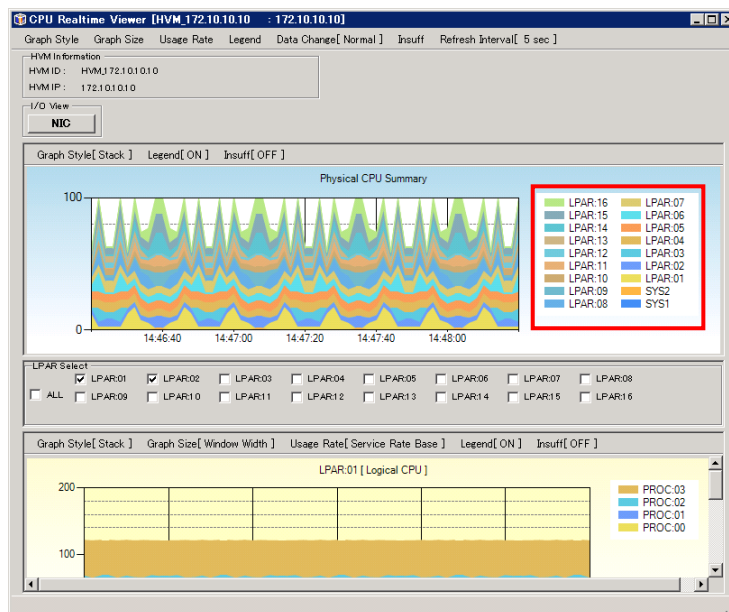 CPU Realtime Viewer [HVM_172.10.10.10 : 172.10.10.10]
Graph Style Graph Size Usage Rate Legend Data Change[ Normal ] Insuff Refresh Interval[ 5 sec ]
HVM Information
HVM ID : HVM_172.10.10.10
HVM IP : 172.10.10.10
I/O View
NIC
Graph Style[ Stack ] Legend[ ON ] Insuff[ OFF ]
Physical CPU Summary
100
0
14:46:40 14:47:00 14:47:20 14:47:40 14:48:00
LPAR:16 LPAR:07
LPAR:15 LPAR:06
LPAR:14 LPAR:05
LPAR:13 LPAR:04
LPAR:12 LPAR:03
LPAR:11 LPAR:02
LPAR:10 LPAR:01
LPAR:09 SYS2
LPAR:08 SYS1
LPAR Select
ALL
LPAR:01 LPAR:02 LPAR:03 LPAR:04 LPAR:05 LPAR:06 LPAR:07 LPAR:08
LPAR:09 LPAR:10 LPAR:11 LPAR:12 LPAR:13 LPAR:14 LPAR:15 LPAR:16
Graph Style[ Stack ] Graph Size[ Window Width ] Usage Rate[ Service Rate Base ] Legend[ ON ] Insuff[ OFF ]
LPAR:01 [ Logical CPU ]
200
100
PROC:03
PROC:02
PROC:01
PROC:00